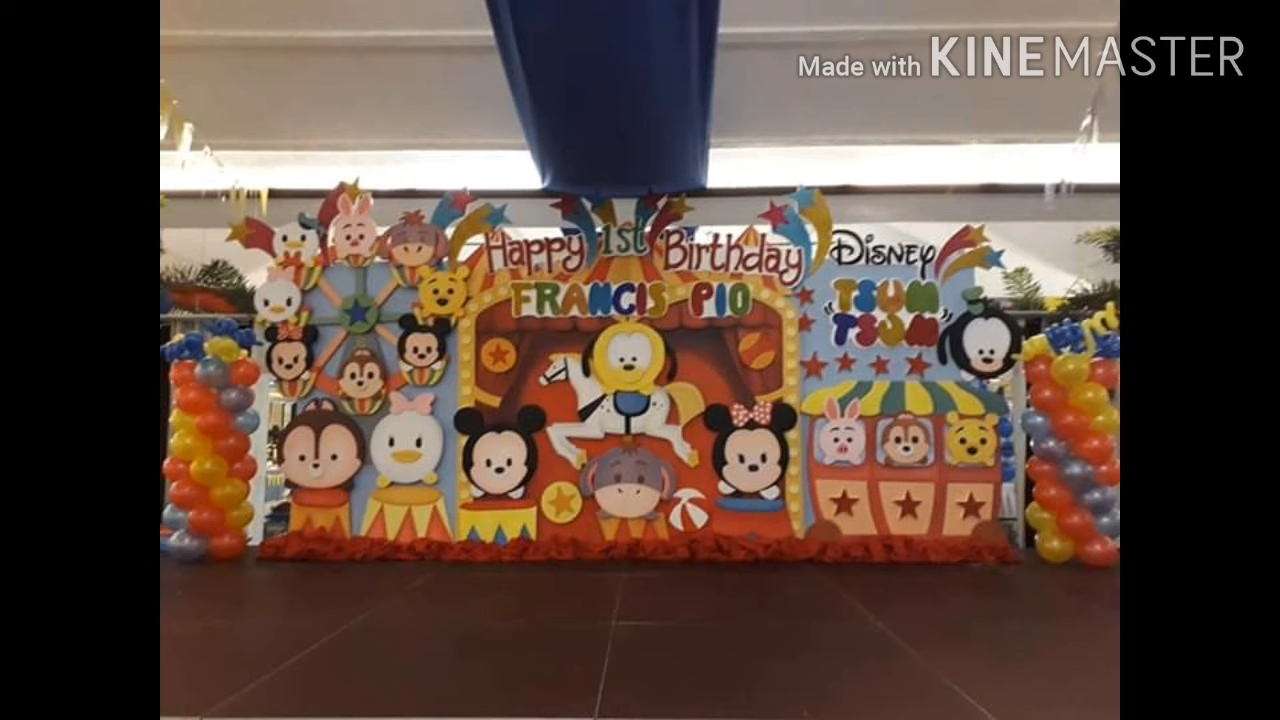 Made with KINEMASTER
Happy 1st Birthday
FRANCIS PIO
DISNEY
TSUM
TSUM